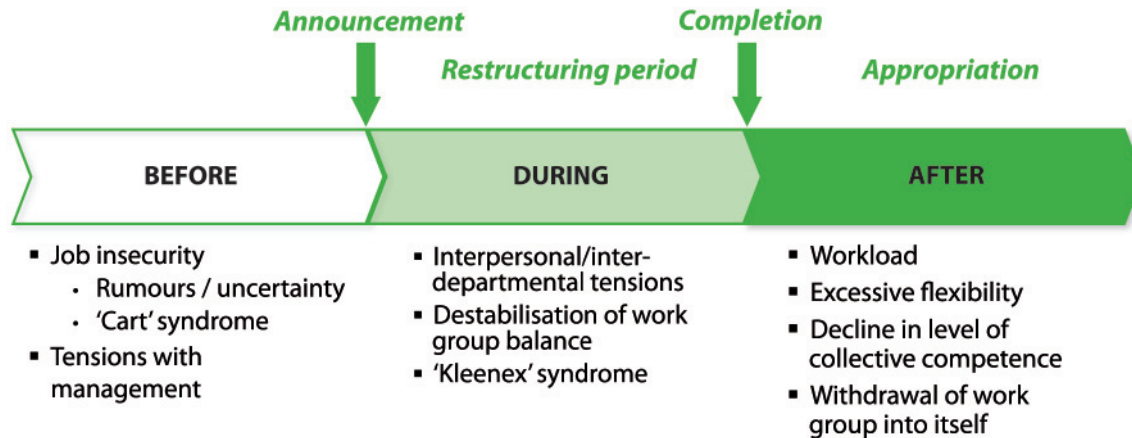 Announcement
Completion
Restructuring period
Appropriation
BEFORE
DURING
AFTER
▪ Job insecurity
• Rumours / uncertainty
• ‘Cart’ syndrome
▪ Tensions with
management
▪ Interpersonal/inter-
departmental tensions
▪ Destabilisation of work
group balance
▪ ‘Kleenex’ syndrome
▪ Workload
▪ Excessive flexibility
▪ Decline in level of
collective competence
▪ Withdrawal of work
group into itself